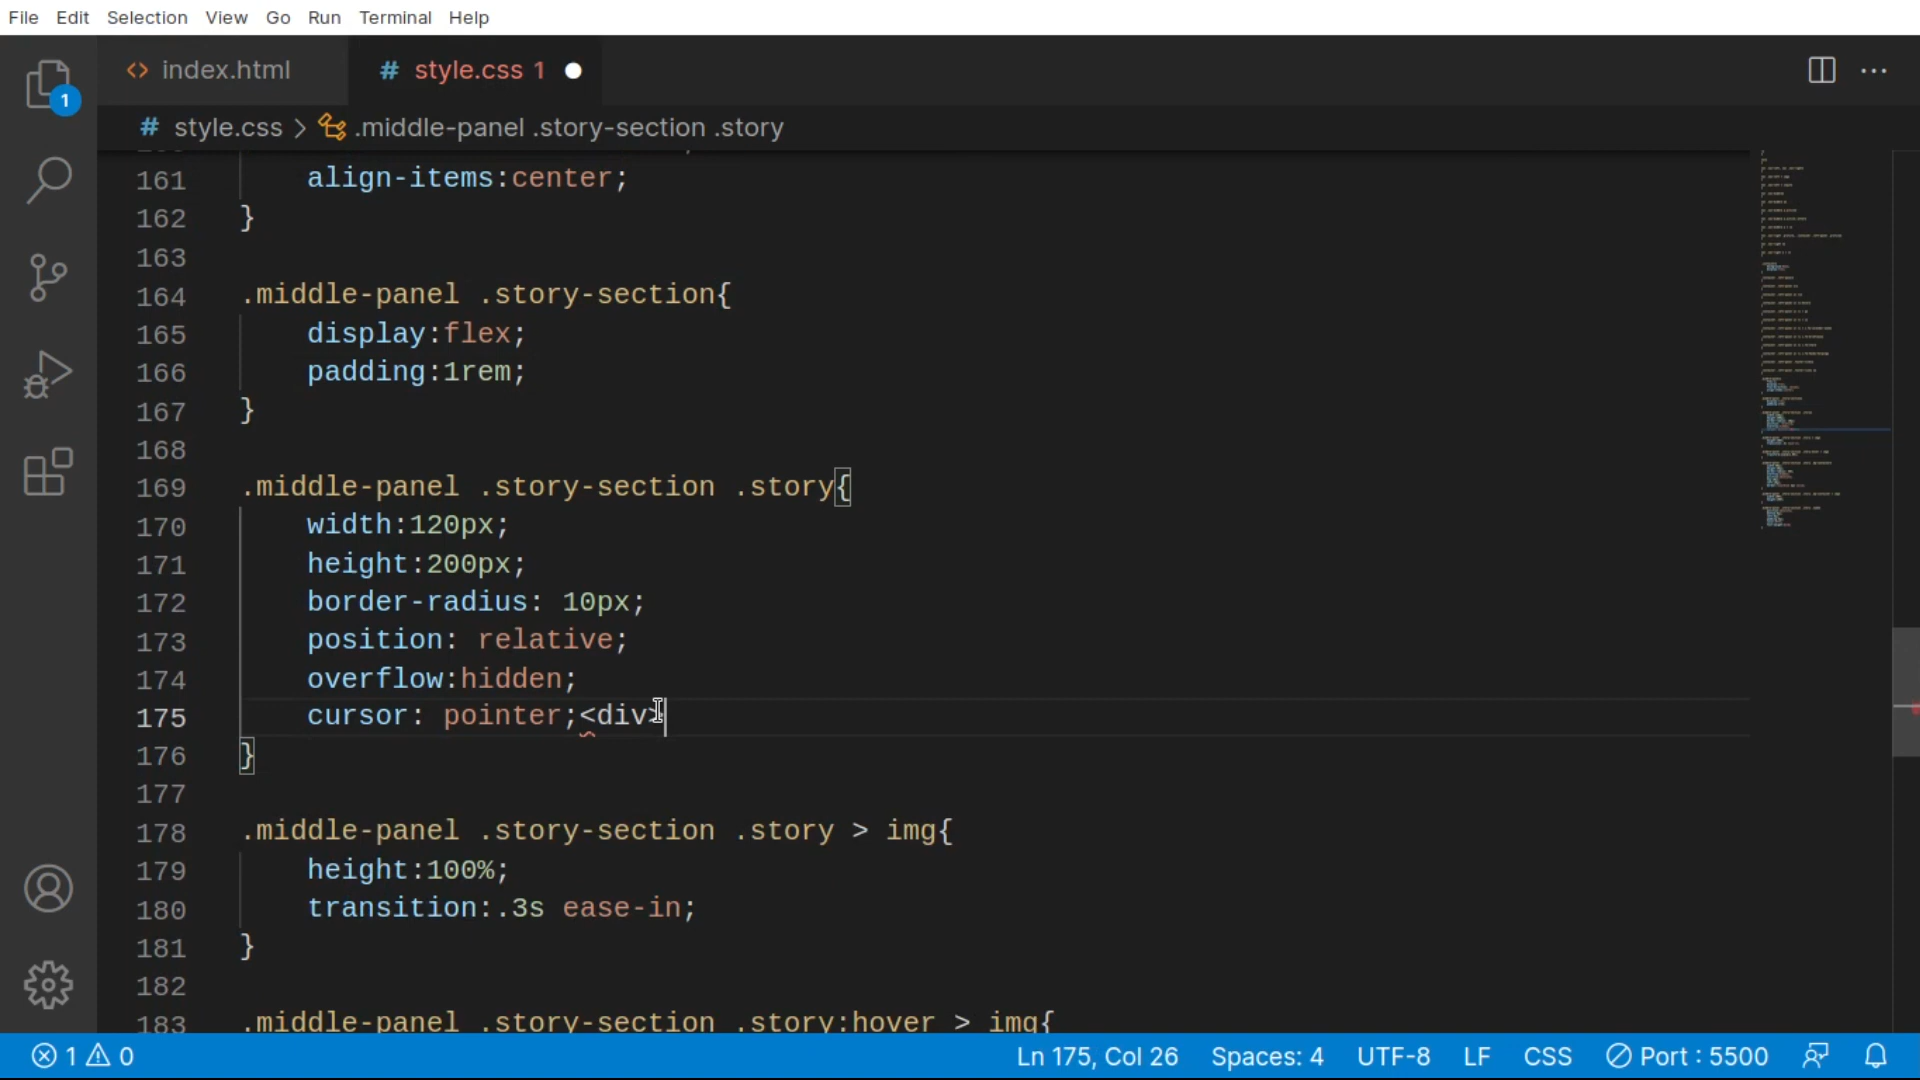 File Edit Selection View Go Run Terminal Help
<> index.html # style.css 1
1 # style.css > .middle-panel .story-section .story
161 align-items:center;
162 }
163
164 .middle-panel .story-section{
165 display:flex;
166 padding:1rem;
167 }
168
169 .middle-panel .story-section .story{
170 width:120px;
171 height:200px;
172 border-radius: 10px;
173 position: relative;
174 overflow:hidden;
175 cursor: pointer;<div>
176 }
177
178 .middle-panel .story-section .story > img{
179 height:100%;
180 transition:.3s ease-in;
181 }
182
183 .middle-panel .story-section .story:hover > img{
1 0 Ln 175, Col 26 Spaces: 4 UTF-8 LF CSS Port : 5500